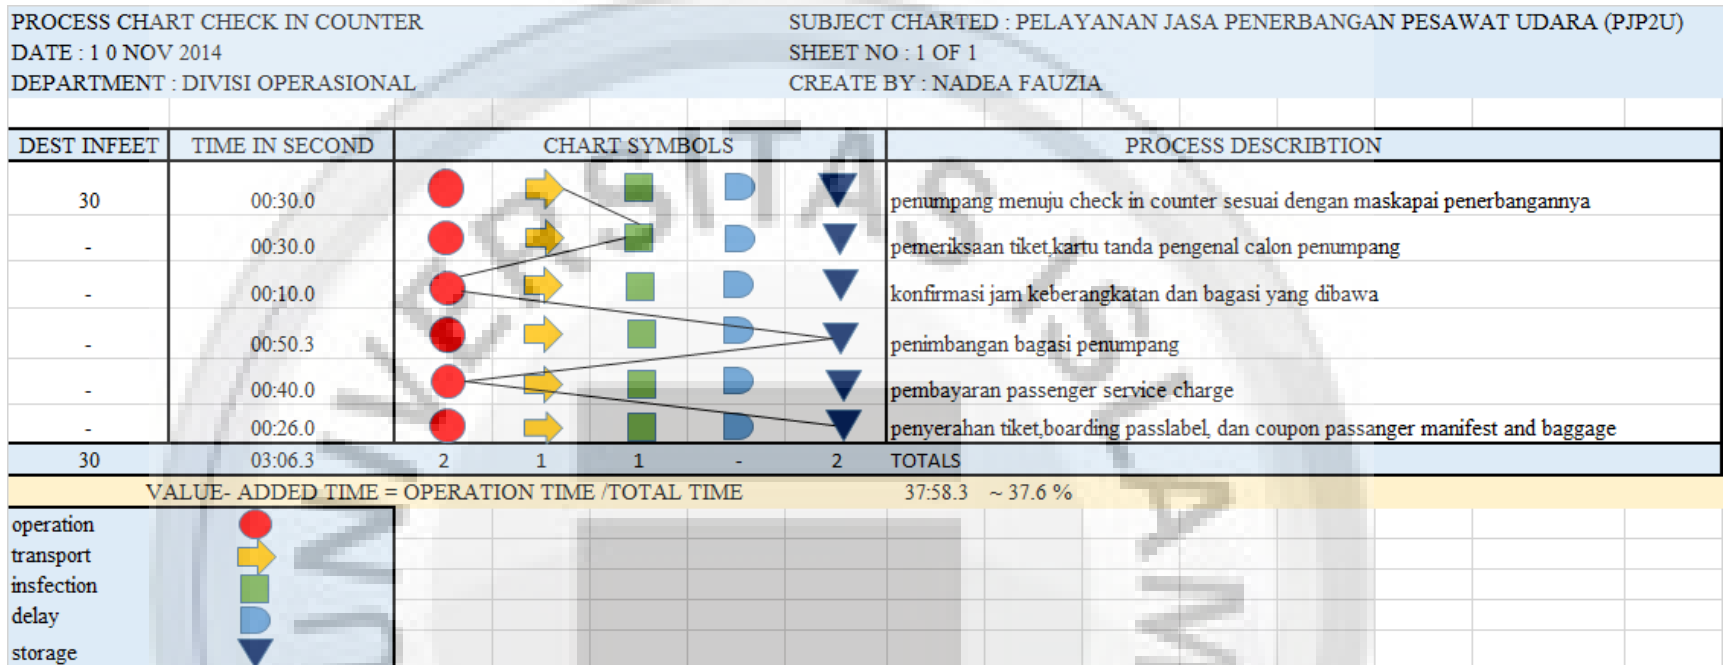 PROCESS CHART CHECK IN COUNTER
SUBJECT CHARTED : PELAYANAN JASA PENERBANGAN PESAWAT UDARA (PJP2U)
DATE : 1 0 NOV 2014
SHEET NO : 1 OF 1
DEPARTMENT : DIVISI OPERASIONAL
CREATE BY : NADEA FAUZIA
DEST INFEET TIME IN SECOND CHART SYMBOLS PROCESS DESCRIBTION
30 00:30.0 penumpang menuju check in counter sesuai dengan maskapai penerbangannya
- 00:30.0 pemeriksaan tiket,kartu tanda pengenal calon penumpang
- 00:10.0 konfirmasi jam keberangkatan dan bagasi yang dibawa
- 00:50.3 penimbangan bagasi penumpang
- 00:40.0 pembayaran passenger service charge
- 00:26.0 penyerahan tiket,boarding passlabel, dan coupon passanger manifest and baggage
30 03:06.3 2 1 1 - 2 TOTALS
VALUE- ADDED TIME = OPERATION TIME /TOTAL TIME 37:58.3 ~ 37.6 %
operation
transport
insfection
delay
storage